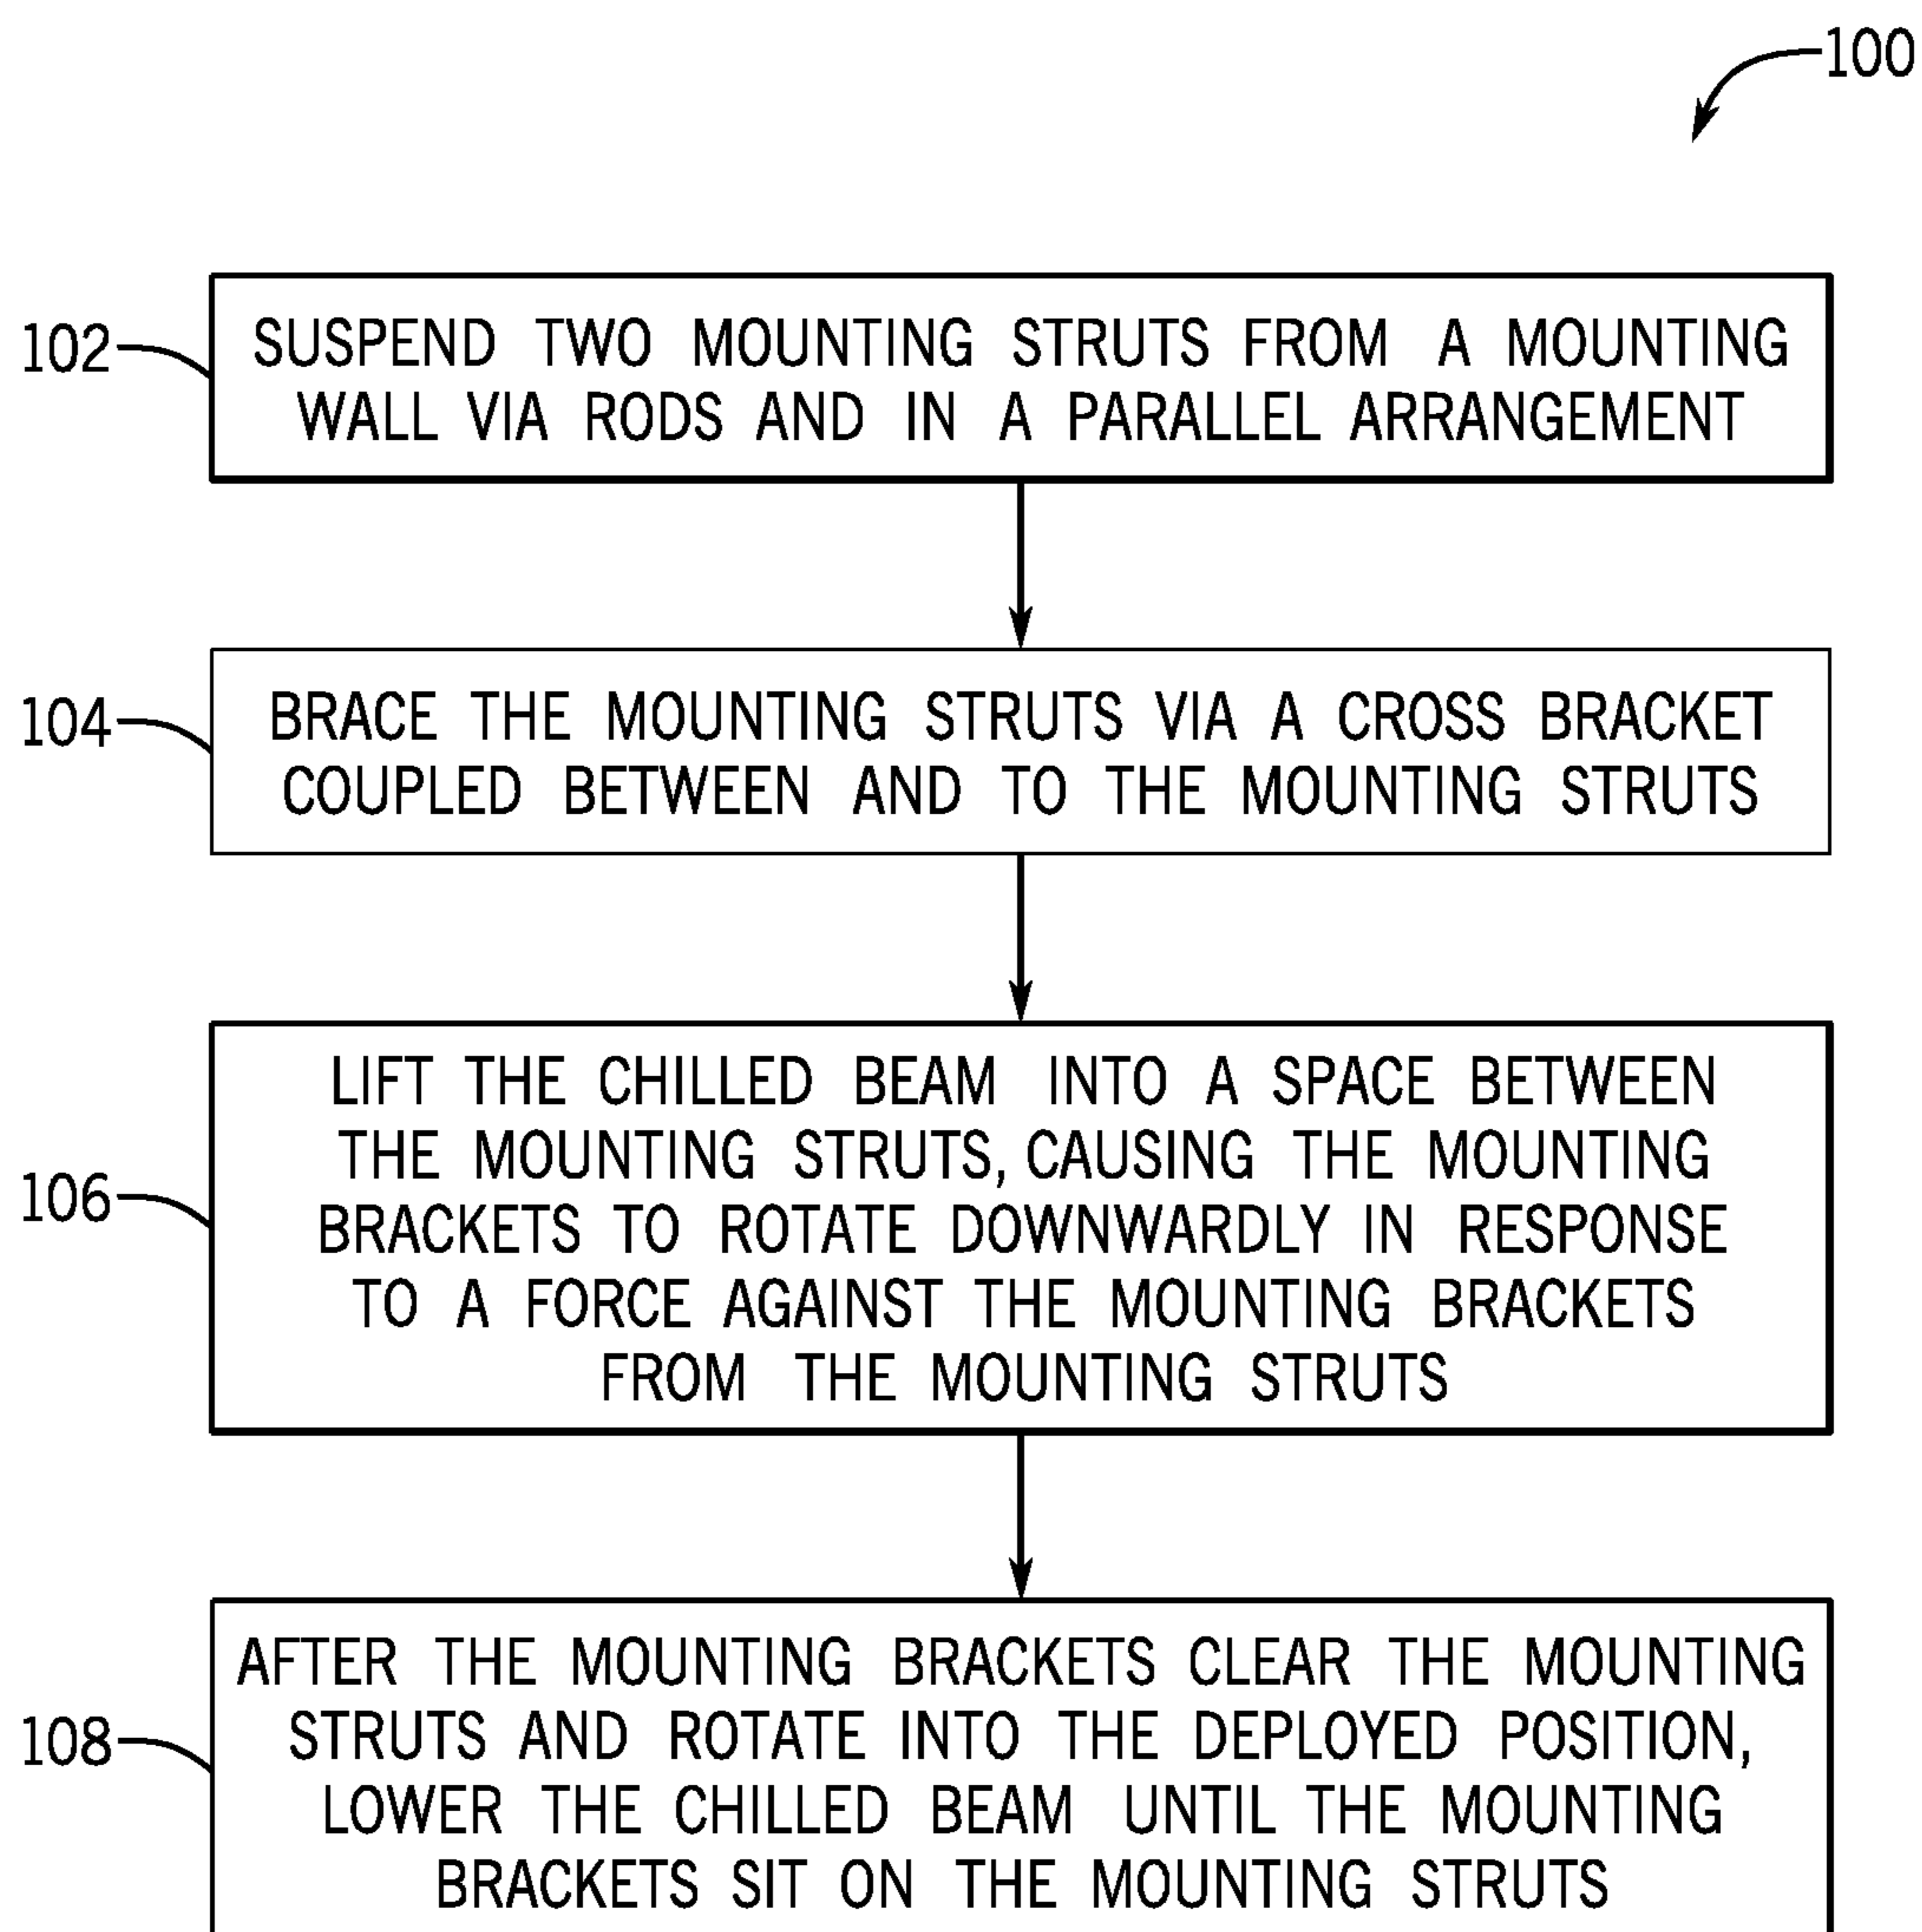 100
102
SUSPEND TWO MOUNTING STRUTS FROM A MOUNTING
WALL VIA RODS AND IN A PARALLEL ARRANGEMENT
104
BRACE THE MOUNTING STRUTS VIA A CROSS BRACKET
COUPLED BETWEEN AND TO THE MOUNTING STRUTS
106
LIFT THE CHILLED BEAM INTO A SPACE BETWEEN
THE MOUNTING STRUTS, CAUSING THE MOUNTING
BRACKETS TO ROTATE DOWNWARDLY IN RESPONSE
TO A FORCE AGAINST THE MOUNTING BRACKETS
FROM THE MOUNTING STRUTS
108
AFTER THE MOUNTING BRACKETS CLEAR THE MOUNTING
STRUTS AND ROTATE INTO THE DEPLOYED POSITION,
LOWER THE CHILLED BEAM UNTIL THE MOUNTING
BRACKETS SIT ON THE MOUNTING STRUTS